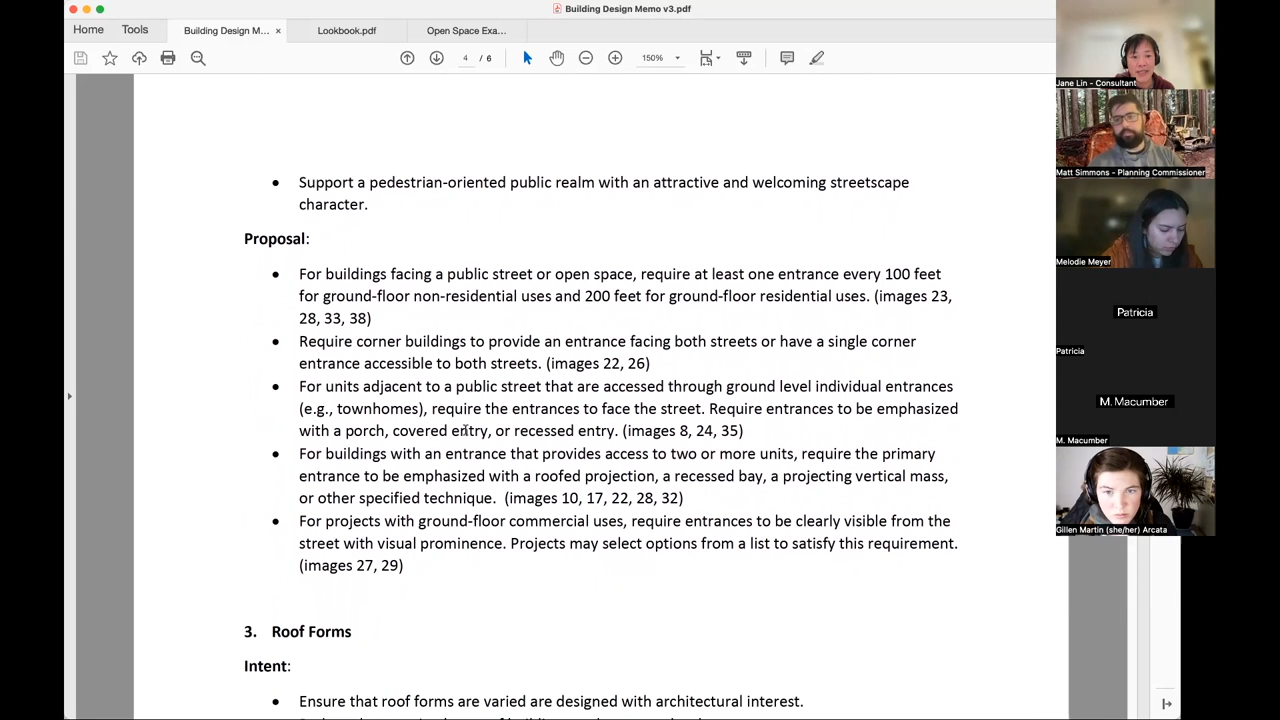 Building Design Memo v3.pdf
Home Tools Building Design M... × Lookbook.pdf Open Space Exa...
4 / 6 150%
• Support a pedestrian-oriented public realm with an attractive and welcoming streetscape
character.
Proposal:
• For buildings facing a public street or open space, require at least one entrance every 100 feet
for ground-floor non-residential uses and 200 feet for ground-floor residential uses. (images 23,
28, 33, 38)
• Require corner buildings to provide an entrance facing both streets or have a single corner
entrance accessible to both streets. (images 22, 26)
• For units adjacent to a public street that are accessed through ground level individual entrances
(e.g., townhomes), require the entrances to face the street. Require entrances to be emphasized
with a porch, covered entry, or recessed entry. (images 8, 24, 35)
• For buildings with an entrance that provides access to two or more units, require the primary
entrance to be emphasized with a roofed projection, a recessed bay, a projecting vertical mass,
or other specified technique. (images 10, 17, 22, 28, 32)
• For projects with ground-floor commercial uses, require entrances to be clearly visible from the
street with visual prominence. Projects may select options from a list to satisfy this requirement.
(images 27, 29)
3. Roof Forms
Intent:
• Ensure that roof forms are varied are designed with architectural interest.
Jane Lin - Consultant
Matt Simmons - Planning Commissioner
Melodie Meyer
Patricia
Patricia
M. Macumber
M. Macumber
Gillen Martin (she/her) Arcata